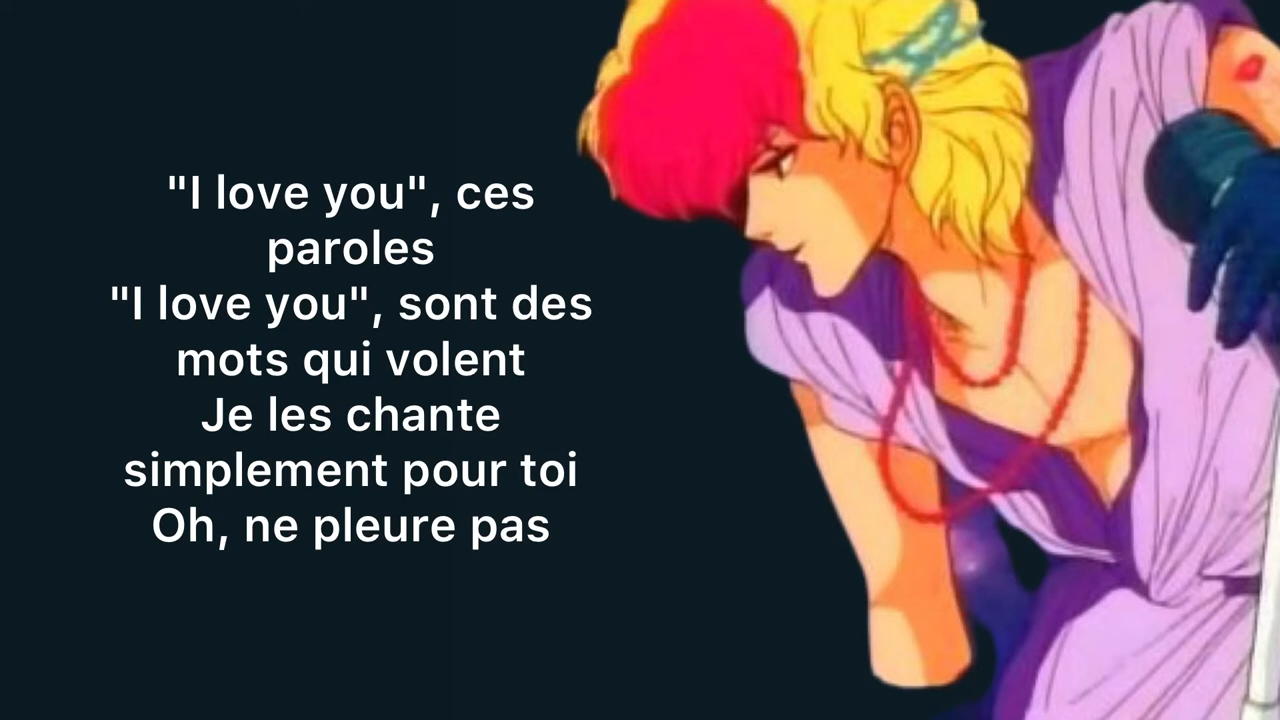 "I love you", ces
paroles
"I love you", sont des
mots qui volent
Je les chante
simplement pour toi
Oh, ne pleure pas